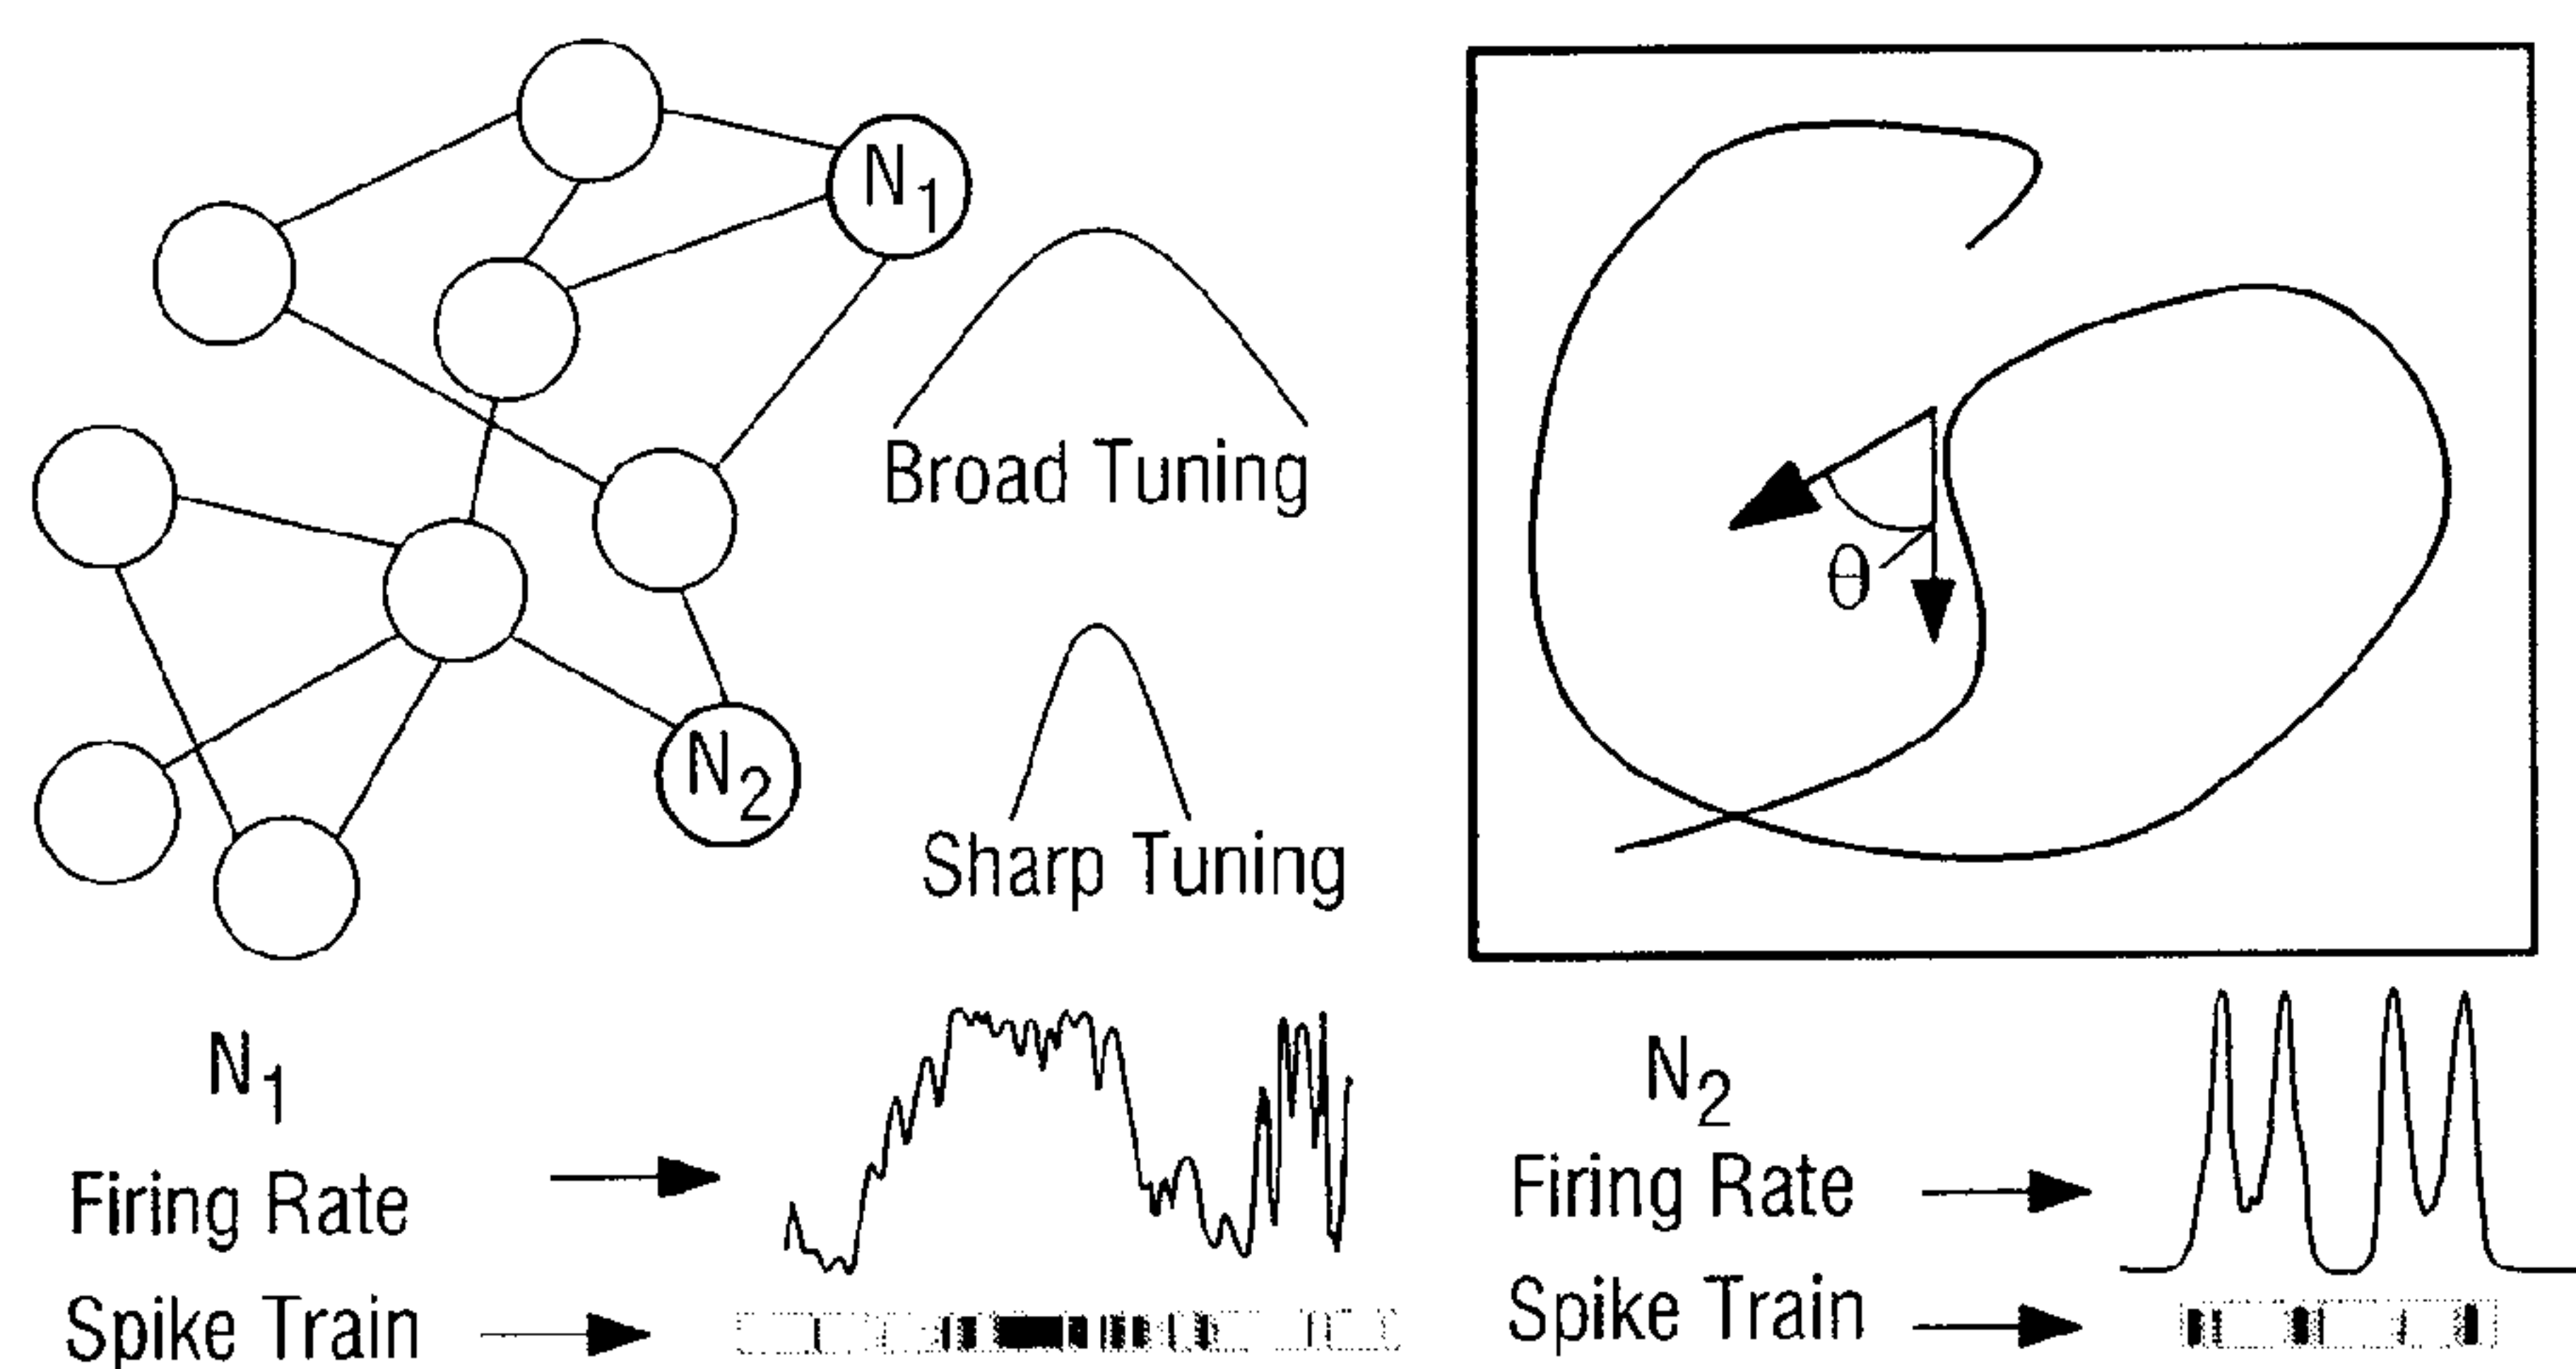 N1
Broad Tuning
θ
N2
Sharp Tuning
N1
Firing Rate
Spike Train
N2
Firing Rate
Spike Train